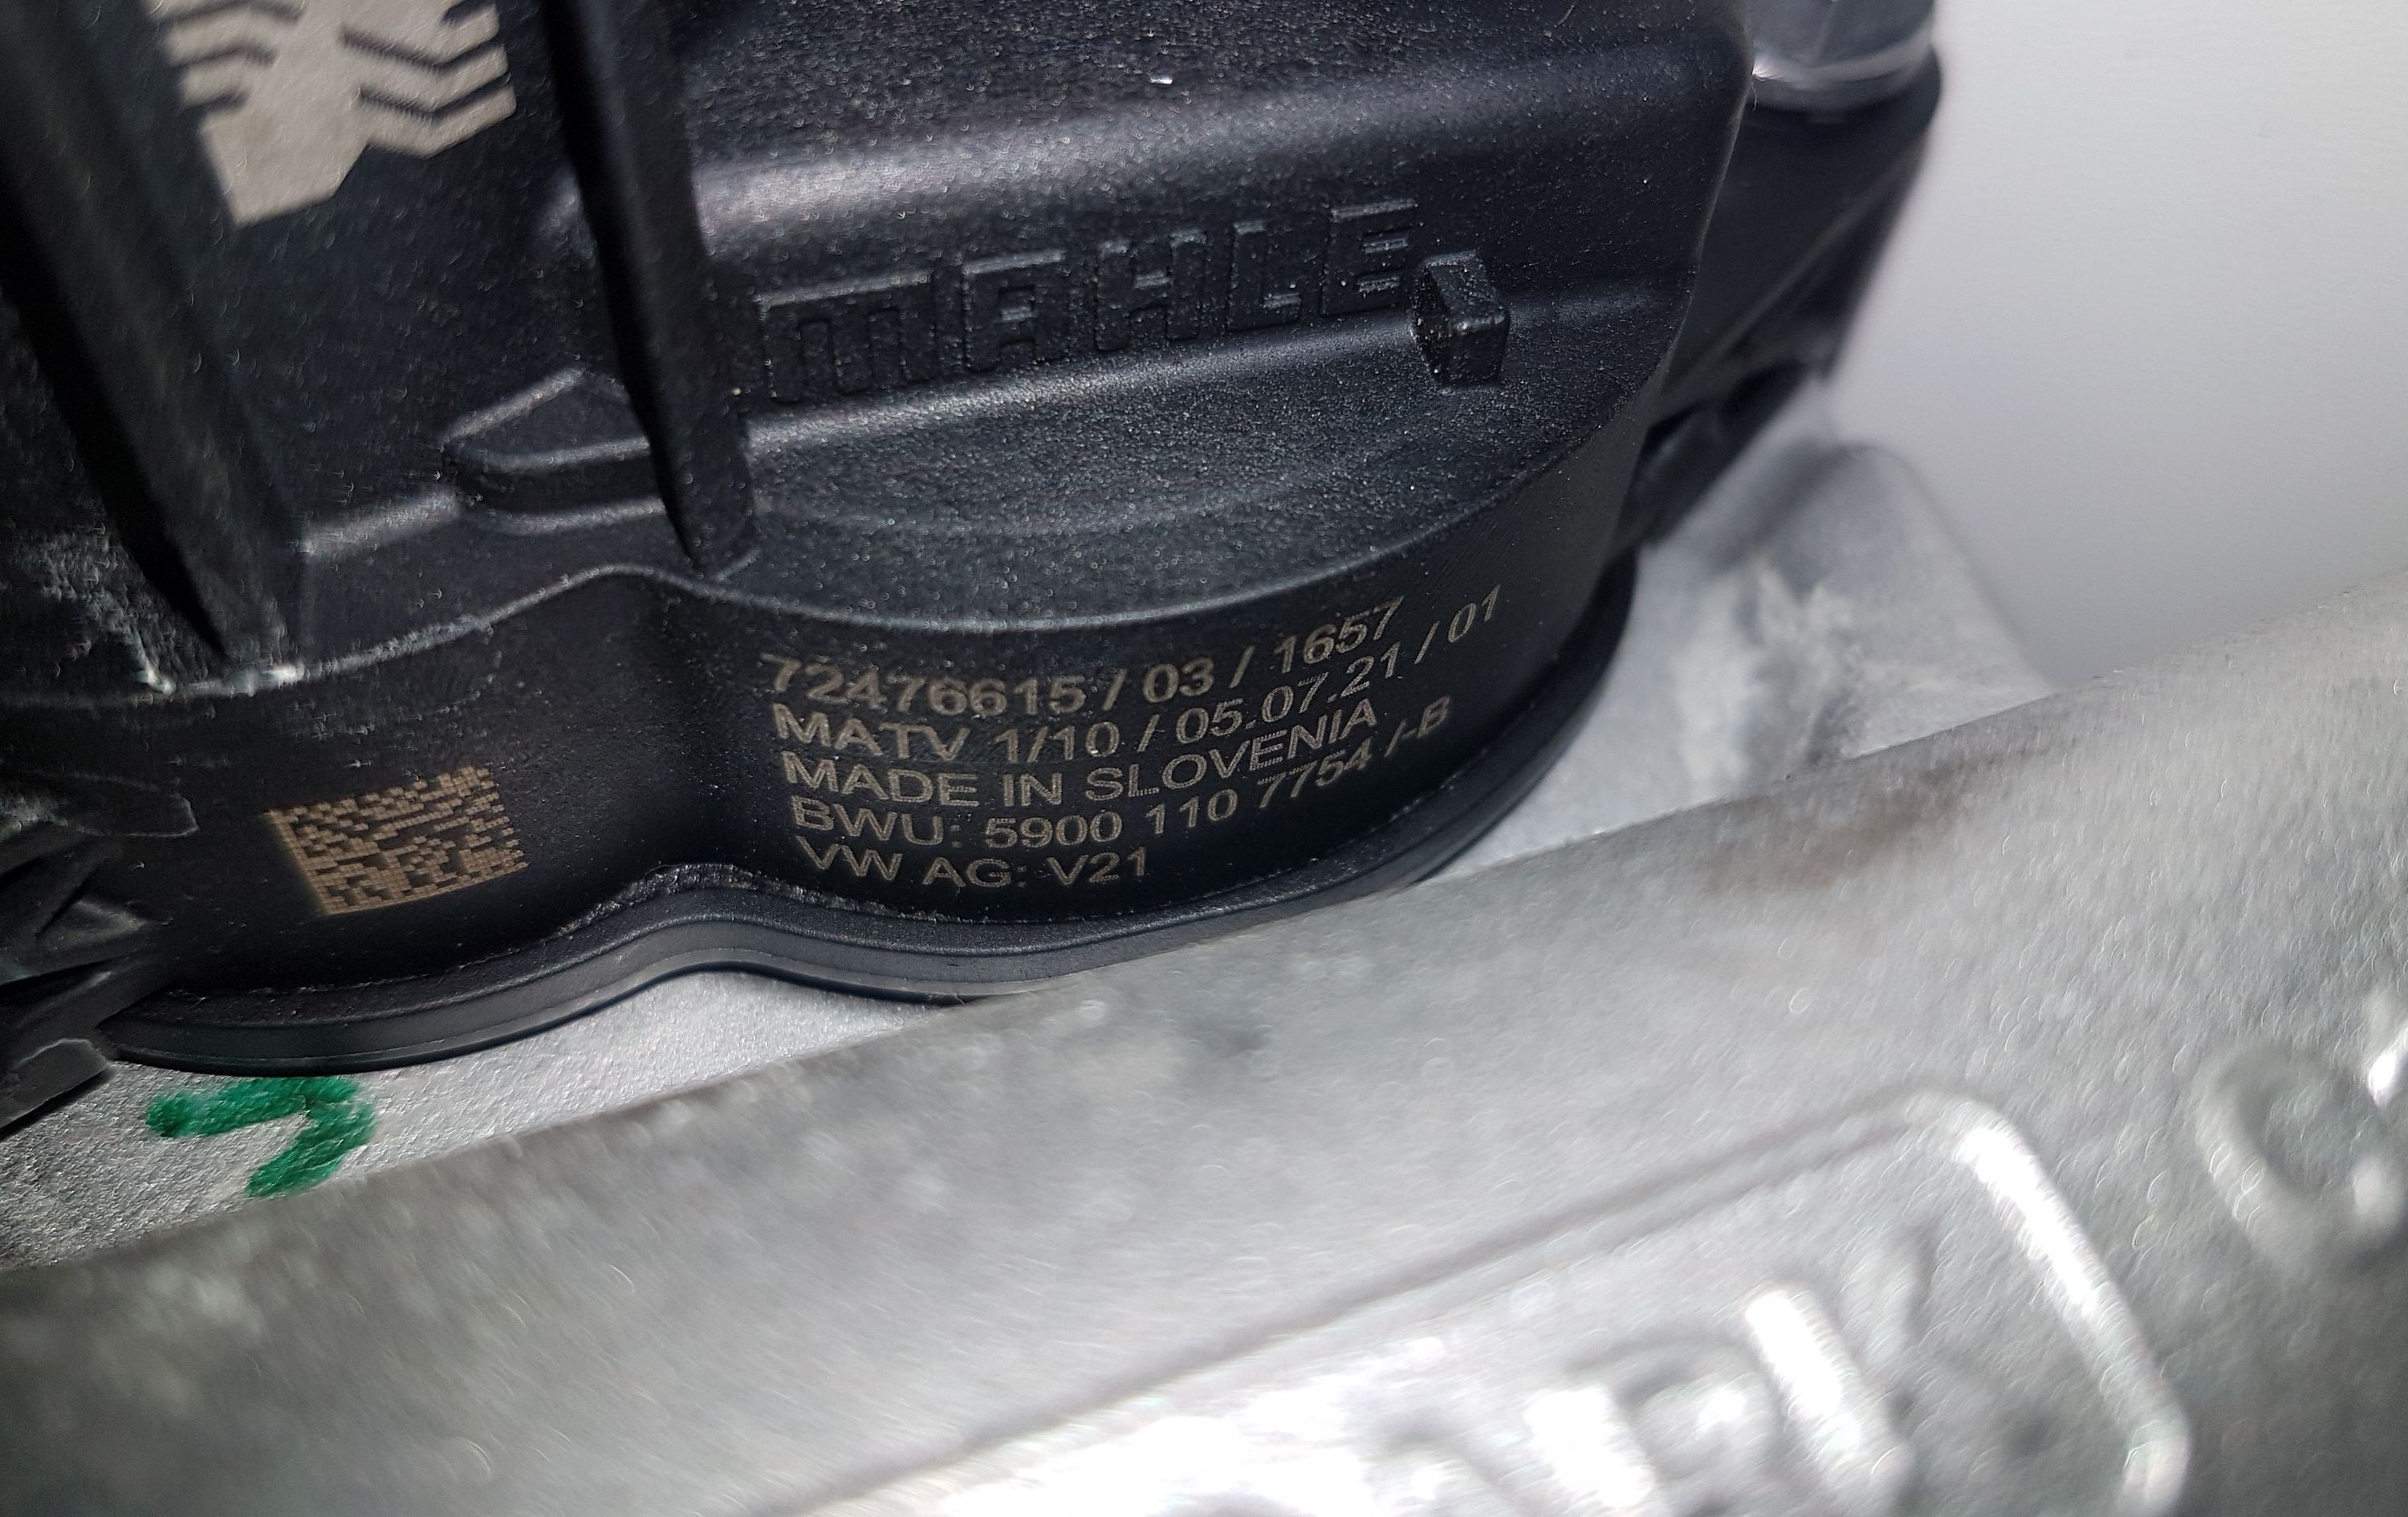 MAHLE
72476615 / 03 / 1657
MATV 1/10 / 05.07.21 / 01
MADE IN SLOVENIA
BWU: 5900 110 7754 /-B
VW AG: V21